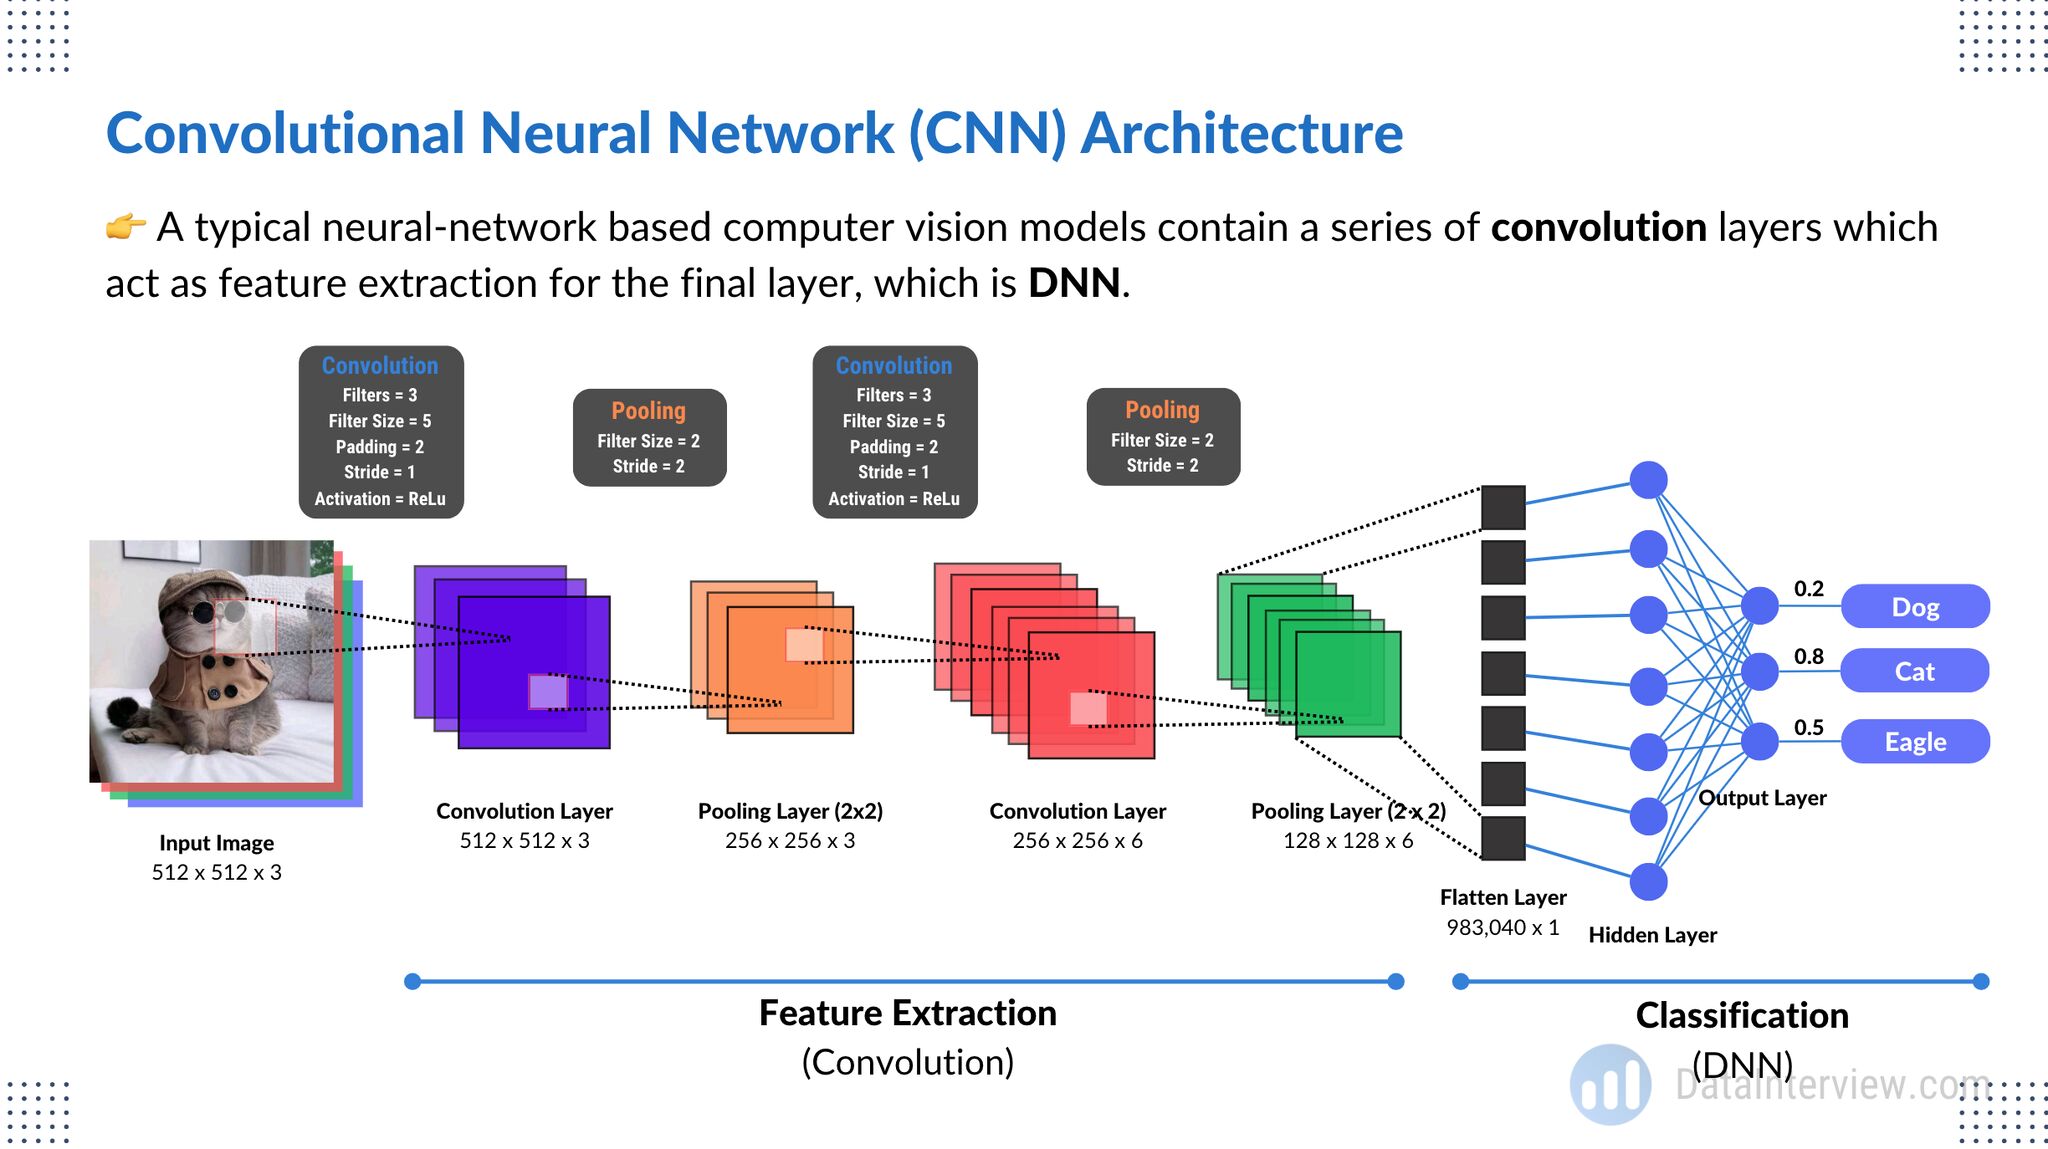 Convolutional Neural Network (CNN) Architecture
👉 A typical neural-network based computer vision models contain a series of convolution layers which
act as feature extraction for the final layer, which is DNN.
Convolution
Filters = 3
Filter Size = 5
Padding = 2
Stride = 1
Activation = ReLu
Pooling
Filter Size = 2
Stride = 2
Convolution
Filters = 3
Filter Size = 5
Padding = 2
Stride = 1
Activation = ReLu
Pooling
Filter Size = 2
Stride = 2
Input Image
512 x 512 x 3
Convolution Layer
512 x 512 x 3
Pooling Layer (2x2)
256 x 256 x 3
Convolution Layer
256 x 256 x 6
Pooling Layer (2 x 2)
128 x 128 x 6
Flatten Layer
983,040 x 1
Hidden Layer
Output Layer
0.2
Dog
0.8
Cat
0.5
Eagle
Feature Extraction
(Convolution)
Classification
(DNN)
DataInterview.com